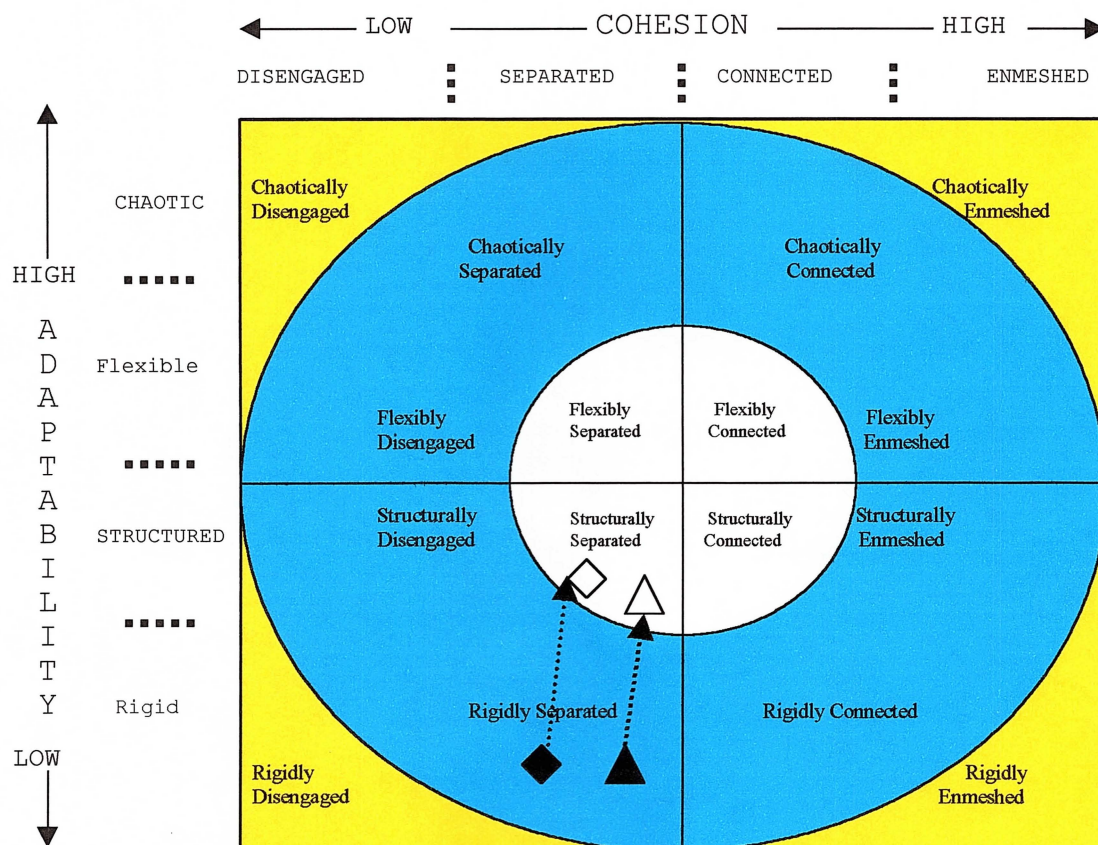 LOW COHESION HIGH
DISENGAGED SEPARATED CONNECTED ENMESHED
CHAOTIC
HIGH
ADAPTABILITY
Flexible
STRUCTURED
Rigid
LOW
Chaotically
Disengaged
Chaotically
Enmeshed
Chaotically
Separated
Chaotically
Connected
Flexibly
Disengaged
Flexibly
Separated
Flexibly
Connected
Flexibly
Enmeshed
Structurally
Disengaged
Structurally
Separated
Structurally
Connected
Structurally
Enmeshed
Rigidly Separated
Rigidly Connected
Rigidly
Disengaged
Rigidly
Enmeshed